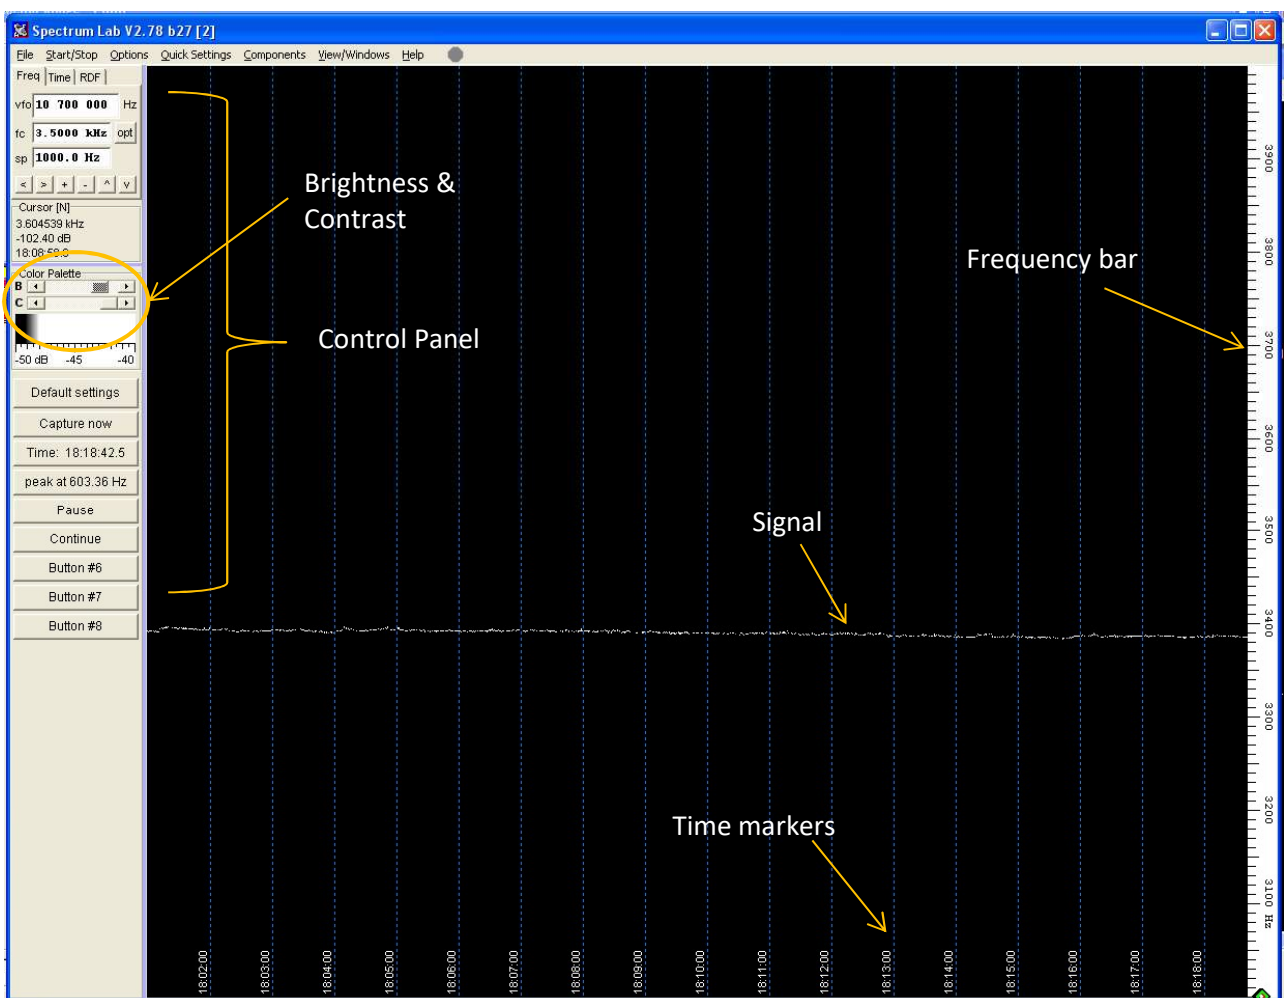 Spectrum Lab V2.78 b27 [2]
File Start/Stop Options Quick Settings Components View/Windows Help
Freq Time RDF
vfo 10 700 000 Hz
fc 3.5000 kHz opt
sp 1000.0 Hz
< > + - ^ v
Cursor [N]
3.604539 kHz
-102.40 dB
Color Palette
B
C
-50 dB -45 -40
Default settings
Capture now
Time: 18:18:42.5
peak at 603.36 Hz
Pause
Continue
Button #6
Button #7
Button #8
Brightness &
Contrast
Control Panel
Frequency bar
Signal
Time markers
3900
3800
3700
3600
3500
3400
3300
3200
3100 Hz
18:02:00
18:03:00
18:04:00
18:05:00
18:06:00
18:07:00
18:08:00
18:09:00
18:10:00
18:11:00
18:12:00
18:13:00
18:14:00
18:15:00
18:16:00
18:17:00
18:18:00